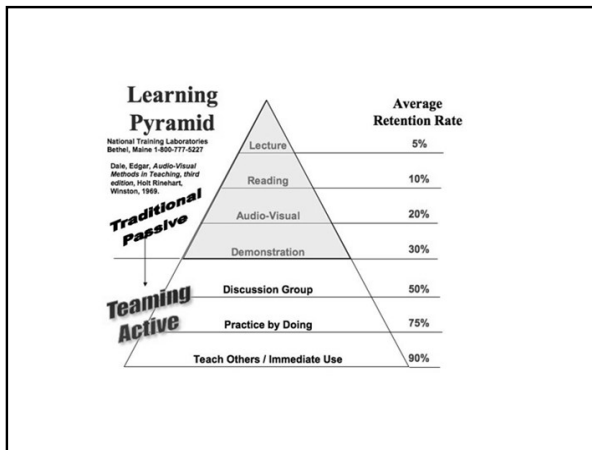 Learning
Pyramid
National Training Laboratories
Bethel, Maine 1-800-777-5227
Dale, Edgar, Audio-Visual
Methods in Teaching, third
edition, Holt Rinehart,
Winston, 1969.
Traditional
Passive
Teaming
Active
Average
Retention Rate
Lecture 5%
Reading 10%
Audio-Visual 20%
Demonstration 30%
Discussion Group 50%
Practice by Doing 75%
Teach Others / Immediate Use 90%